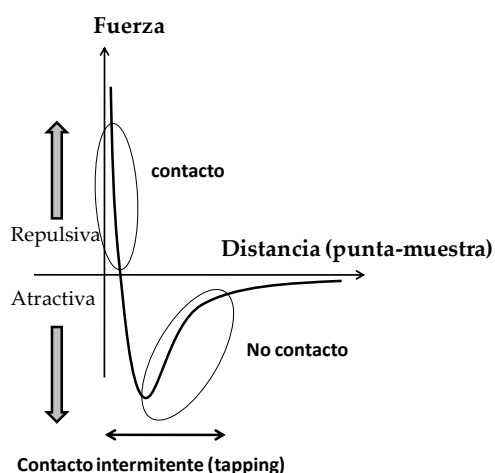 Fuerza
contacto
Repulsiva
Distancia (punta-muestra)
Atractiva
No contacto
Contacto intermitente (tapping)